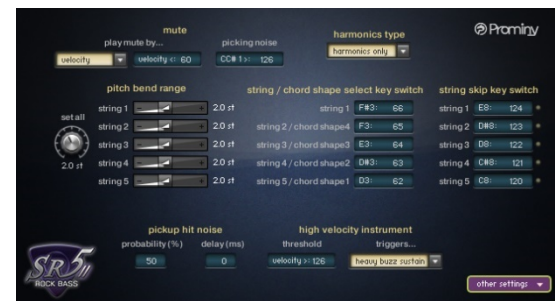 mute
harmonics type
Prominy
play mute by...
picking noise
velocity
velocity <: 60
CC# 1 >: 126
harmonics only
pitch bend range
string / chord shape select key switch
string skip key switch
set all
2.0 st
string 1 - + 2.0 st
string 1 F#3: 66
string 1 E8: 124
string 2 - + 2.0 st
string 2 / chord shape4 F3: 65
string 2 D#8: 123
string 3 - + 2.0 st
string 3 / chord shape3 E3: 64
string 3 D8: 122
string 4 - + 2.0 st
string 4 / chord shape2 D#3: 63
string 4 C#8: 121
string 5 - + 2.0 st
string 5 / chord shape1 D3: 62
string 5 C8: 120
pickup hit noise
high velocity instrument
probability (%)
delay (ms)
threshold
triggers...
50
0
velocity >: 126
heavy buzz sustain
SR5
ROCK BASS
other settings